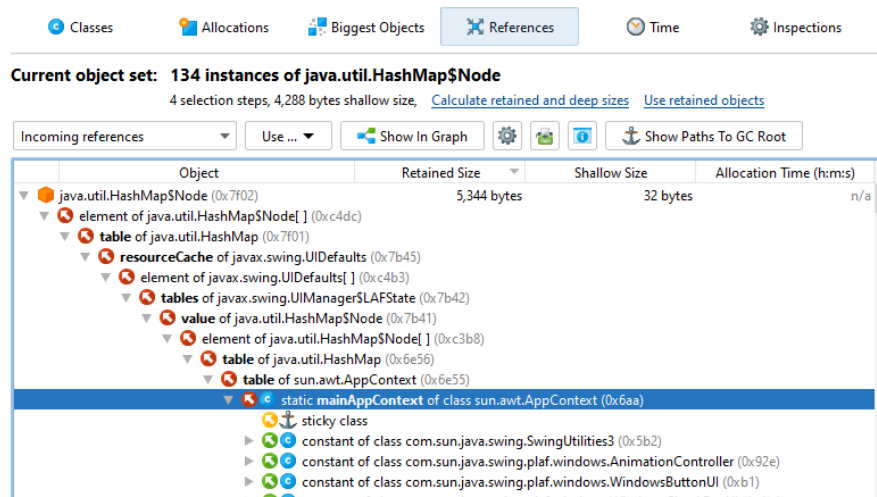 Classes Allocations Biggest Objects References Time Inspections
Current object set: 134 instances of java.util.HashMap$Node
4 selection steps, 4,288 bytes shallow size, Calculate retained and deep sizes Use retained objects
Incoming references Use ... Show In Graph Show Paths To GC Root
Object Retained Size Shallow Size Allocation Time (h:m:s)
java.util.HashMap$Node (0x7f02) 5,344 bytes 32 bytes n/a
element of java.util.HashMap$Node[ ] (0xc4dc)
table of java.util.HashMap (0x7f01)
resourceCache of javax.swing.UIDefaults (0x7b45)
element of javax.swing.UIDefaults[ ] (0xc4b3)
tables of javax.swing.UIManager$LAFState (0x7b42)
value of java.util.HashMap$Node (0x7b41)
element of java.util.HashMap$Node[ ] (0xc3b8)
table of java.util.HashMap (0x6e56)
table of sun.awt.AppContext (0x6e55)
static mainAppContext of class sun.awt.AppContext (0x6aa)
sticky class
constant of class com.sun.java.swing.SwingUtilities3 (0x5b2)
constant of class com.sun.java.swing.plaf.windows.AnimationController (0x92e)
constant of class com.sun.java.swing.plaf.windows.WindowsButtonUI (0xb1)